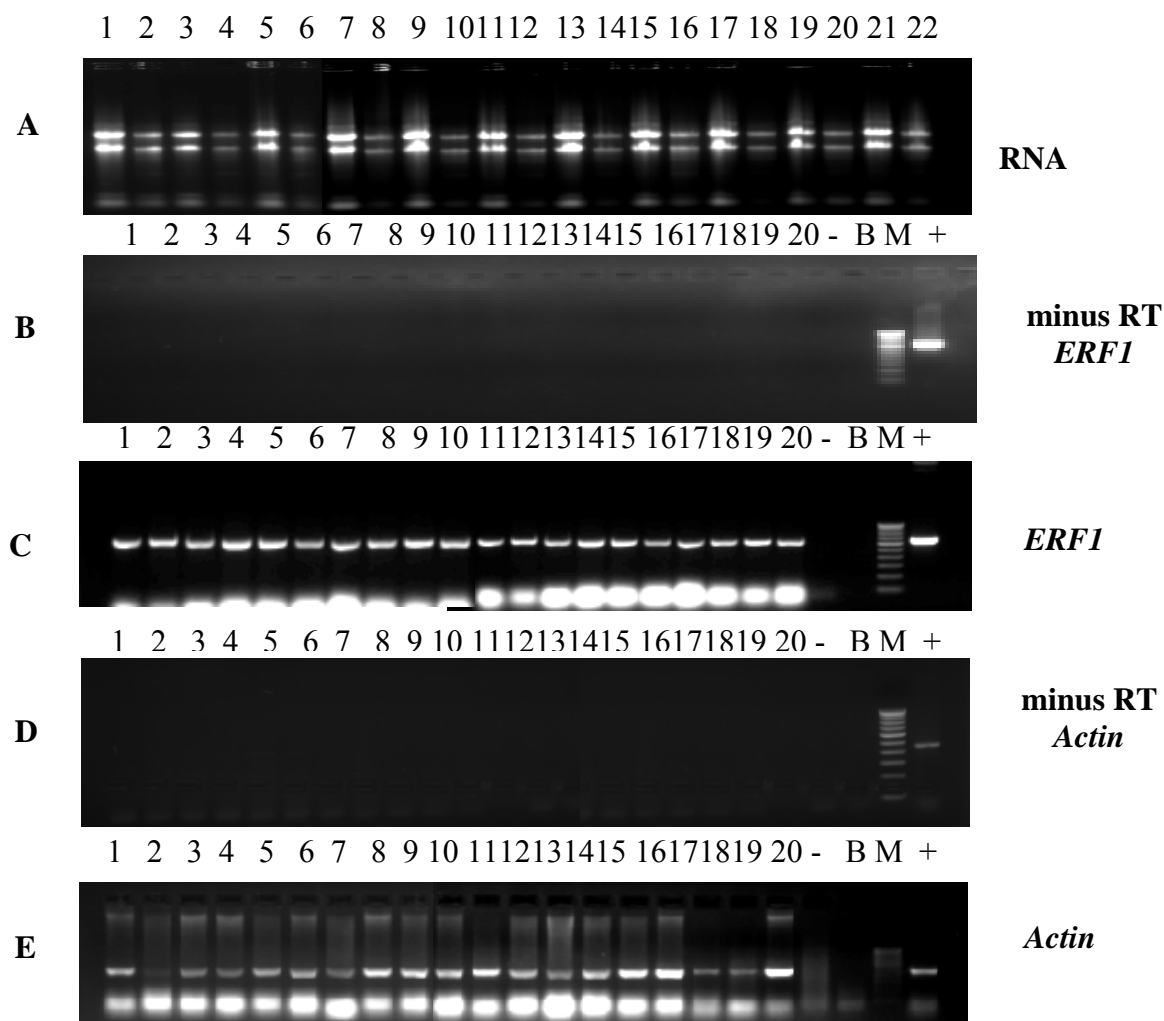 1 2 3 4 5 6 7 8 9 10 11 12 13 14 15 16 17 18 19 20 21 22
A
RNA
1 2 3 4 5 6 7 8 9 10 11 12 13 14 15 16 17 18 19 20 - B M +
B
minus RT
ERF1
1 2 3 4 5 6 7 8 9 10 11 12 13 14 15 16 17 18 19 20 - B M +
C
ERF1
1 2 3 4 5 6 7 8 9 10 11 12 13 14 15 16 17 18 19 20 - B M +
D
minus RT
Actin
1 2 3 4 5 6 7 8 9 10 11 12 13 14 15 16 17 18 19 20 - B M +
E
Actin